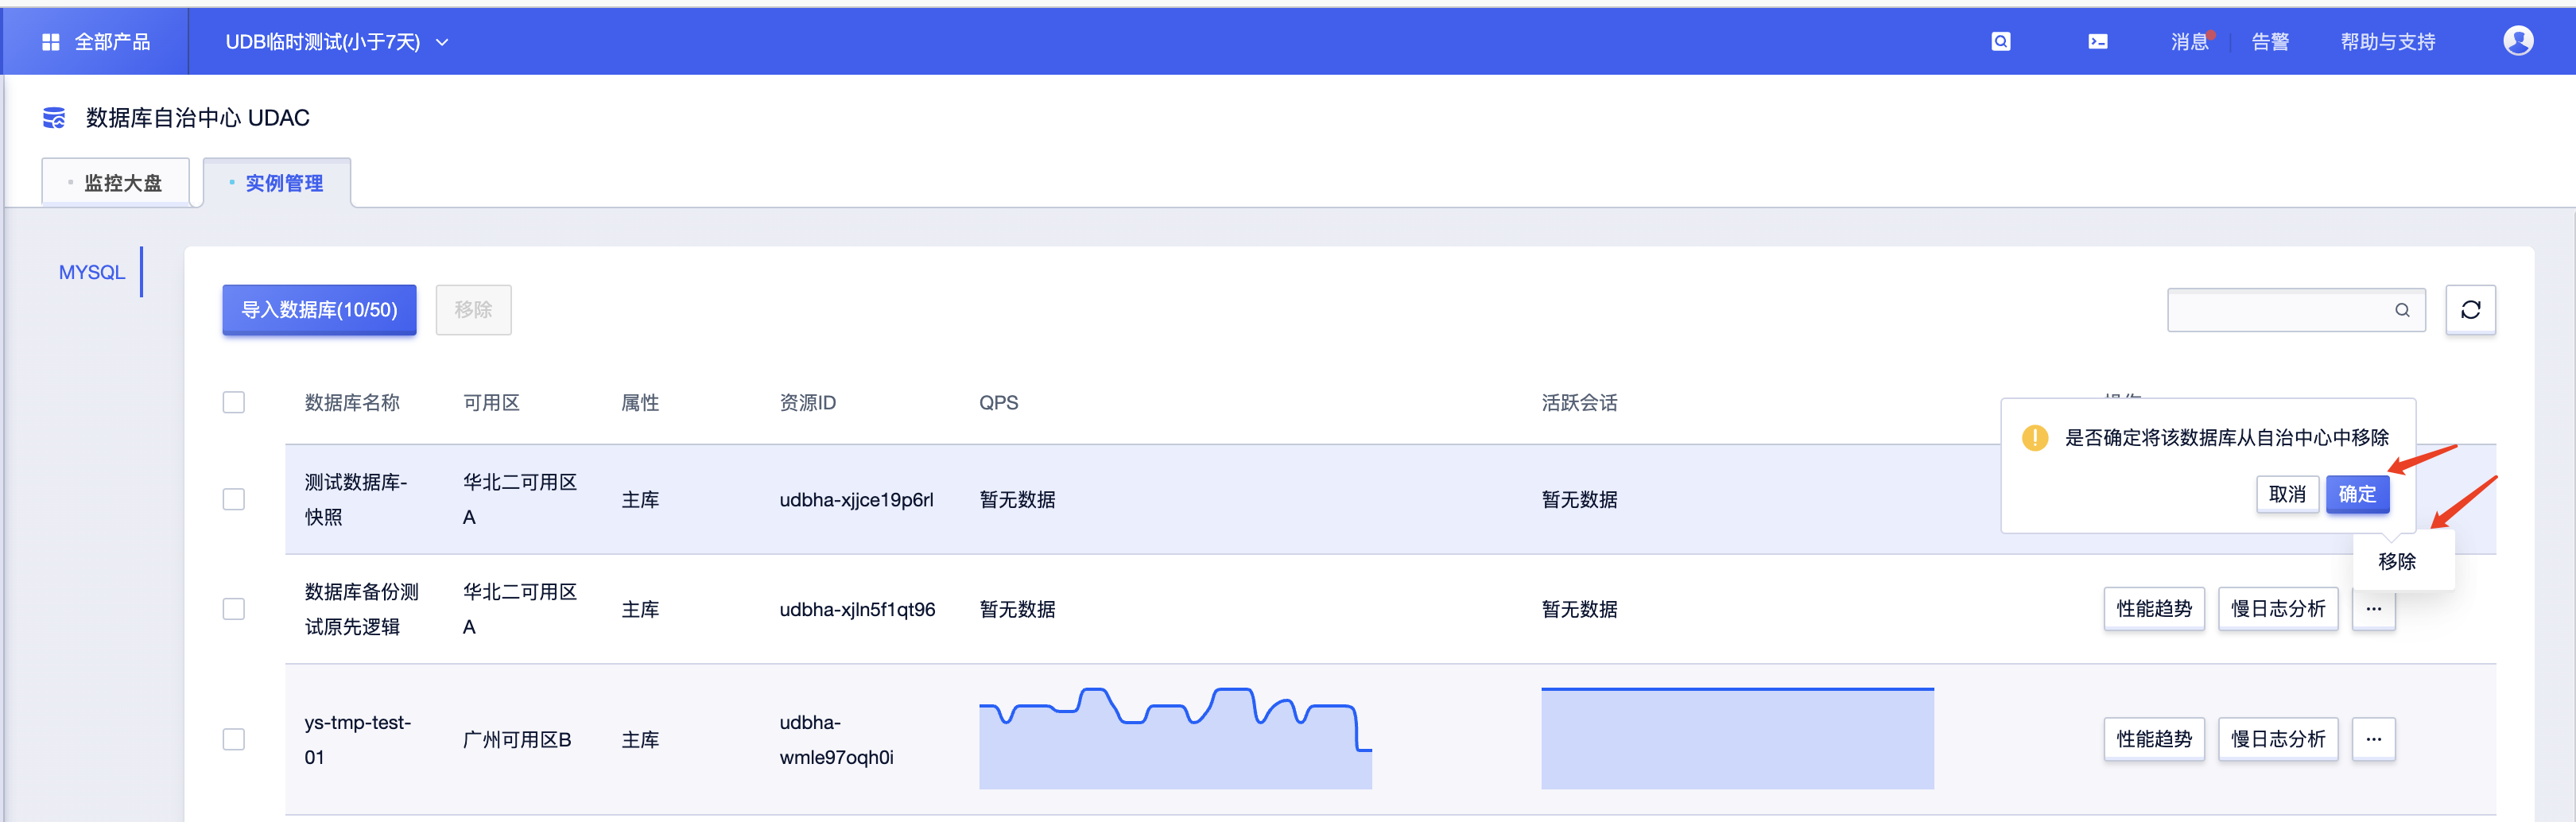 全部产品
UDB临时测试(小于7天)
消息
告警
帮助与支持
数据库自治中心 UDAC
监控大盘
实例管理
MYSQL
导入数据库(10/50)
移除
数据库名称
可用区
属性
资源ID
QPS
活跃会话
是否确定将该数据库从自治中心中移除
取消
确定
移除
测试数据库-
快照
华北二可用区
A
主库
udbha-xjjce19p6rl
暂无数据
暂无数据
数据库备份测
试原先逻辑
华北二可用区
A
主库
udbha-xjln5f1qt96
暂无数据
暂无数据
性能趋势
慢日志分析
...
ys-tmp-test-
01
广州可用区B
主库
udbha-
wmle97oqh0i
性能趋势
慢日志分析
...